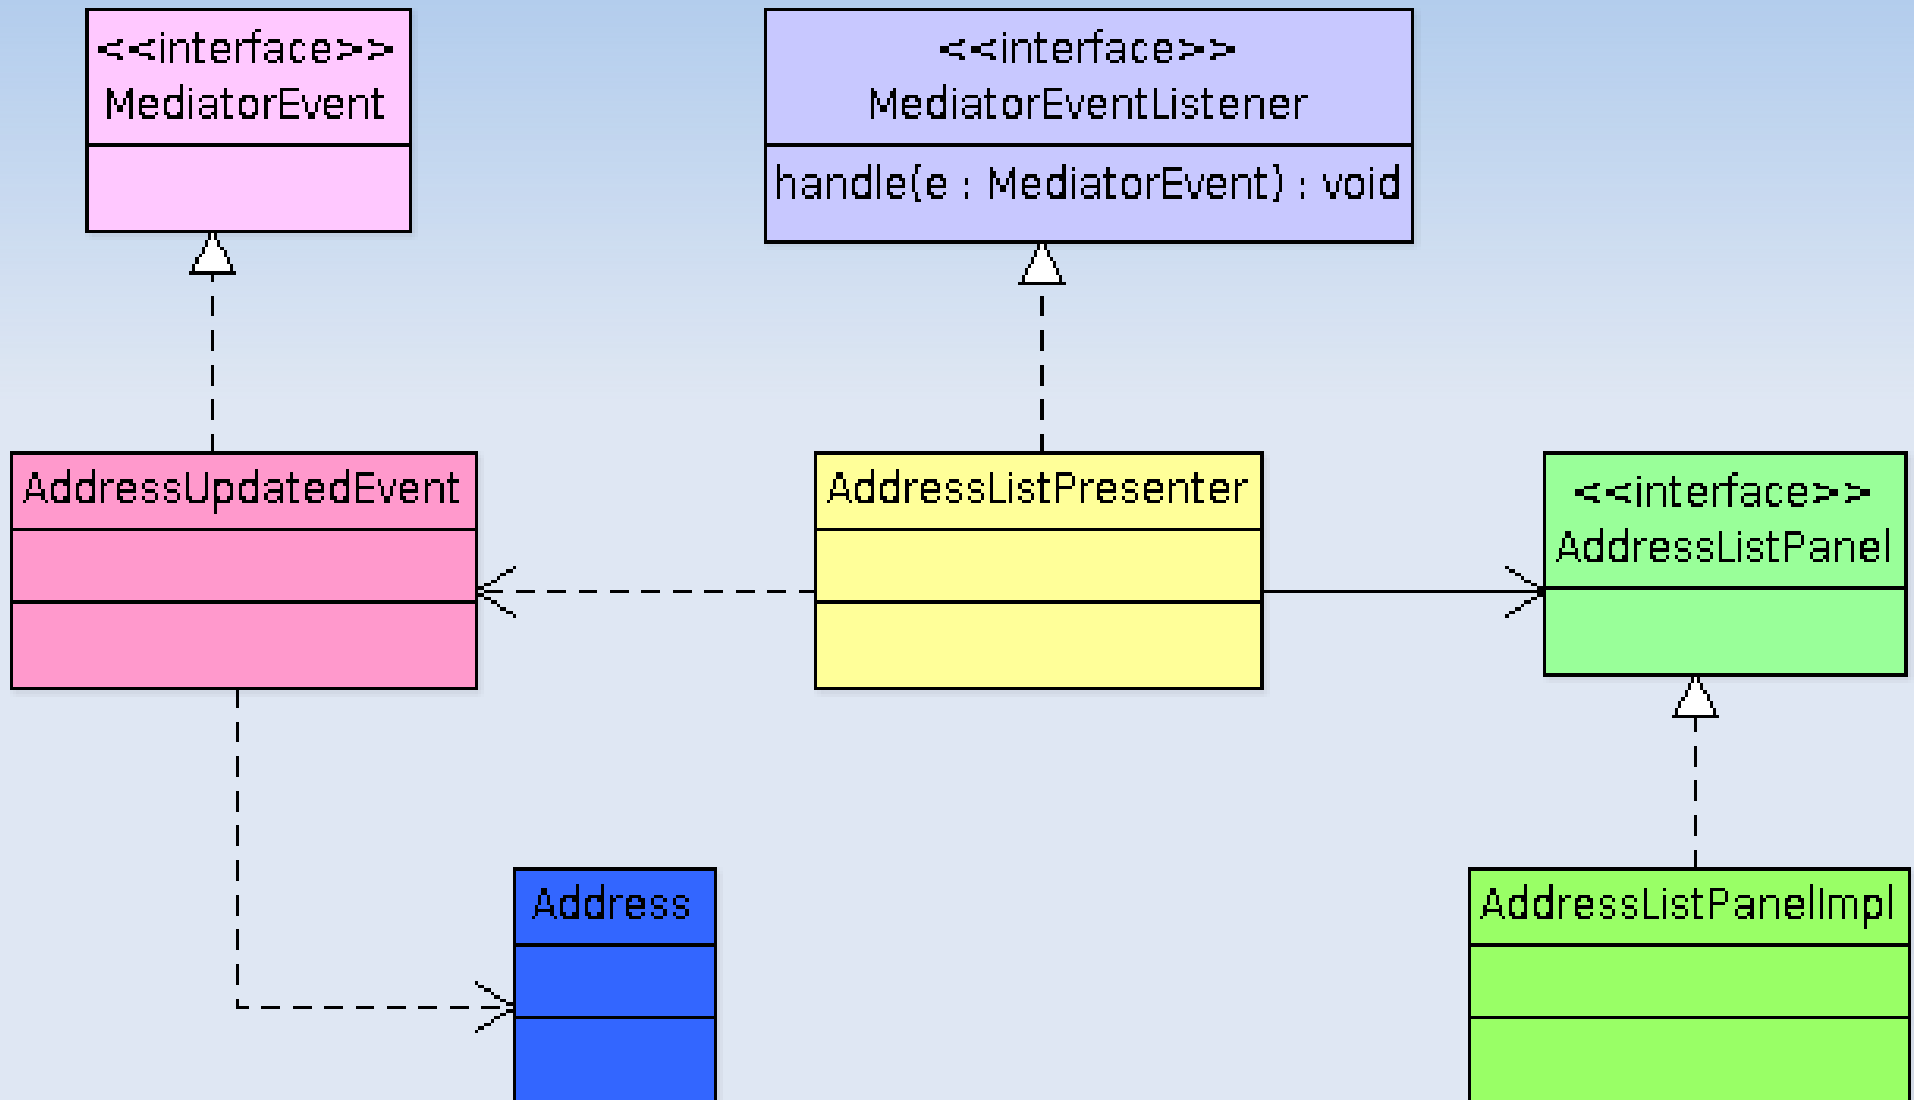 <<interface>>
MediatorEvent
<<interface>>
MediatorEventListener
handle(e : MediatorEvent) : void
AddressUpdatedEvent
AddressListPresenter
<<interface>>
AddressListPanel
Address
AddressListPanelImpl